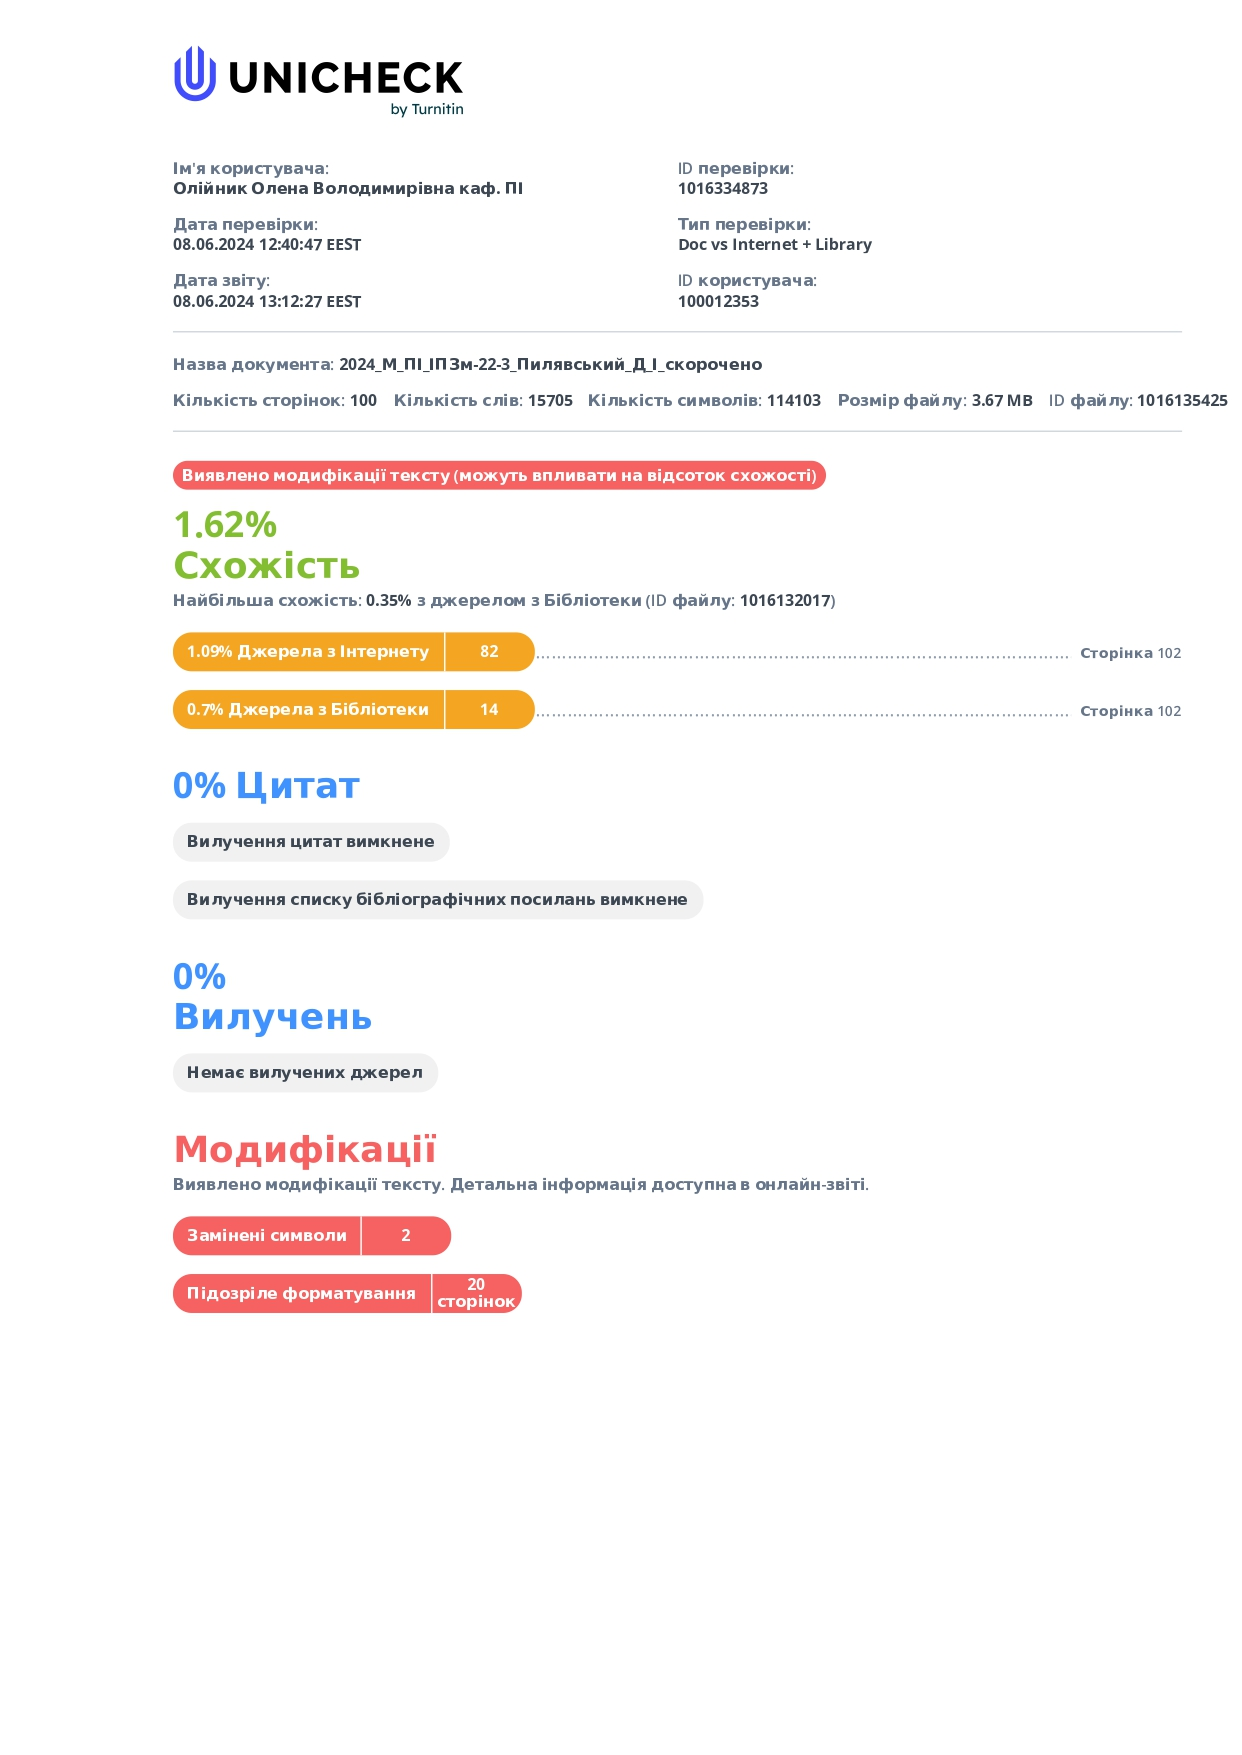 UNICHECK
by Turnitin
Ім'я користувача:
Олійник Олена Володимирівна каф. ПІ
ID перевірки:
1016334873
Дата перевірки:
08.06.2024 12:40:47 EEST
Тип перевірки:
Doc vs Internet + Library
Дата звіту:
08.06.2024 13:12:27 EEST
ID користувача:
100012353
Назва документа: 2024_М_ПІ_ІПЗм-22-3_Пилявський_Д_І_скорочено
Кількість сторінок: 100 Кількість слів: 15705 Кількість символів: 114103 Розмір файлу: 3.67 MB ID файлу: 1016135425
Виявлено модифікації тексту (можуть впливати на відсоток схожості)
1.62%
Схожість
Найбільша схожість: 0.35% з джерелом з Бібліотеки (ID файлу: 1016132017)
1.09% Джерела з Інтернету 82 Сторінка 102
0.7% Джерела з Бібліотеки 14 Сторінка 102
0% Цитат
Вилучення цитат вимкнене
Вилучення списку бібліографічних посилань вимкнене
0%
Вилучень
Немає вилучених джерел
Модифікації
Виявлено модифікації тексту. Детальна інформація доступна в онлайн-звіті.
Замінені символи 2
Підозріле форматування 20 сторінок